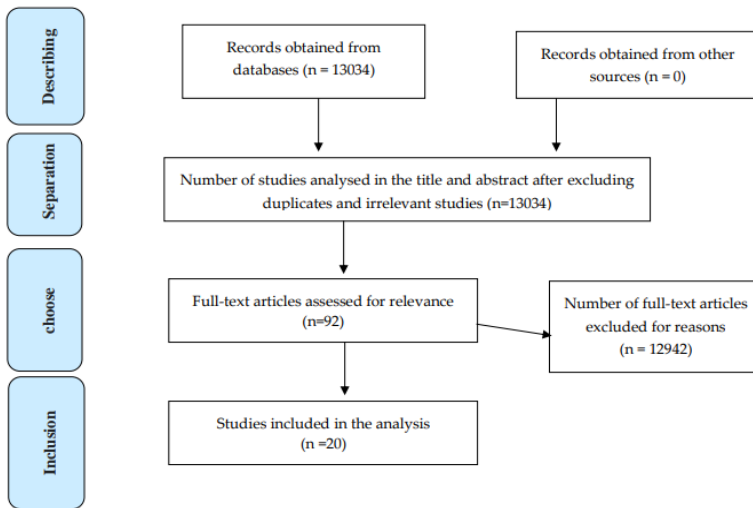 Describing
Records obtained from
databases (n = 13034)
Records obtained from other
sources (n = 0)
Separation
Number of studies analysed in the title and abstract after excluding
duplicates and irrelevant studies (n=13034)
choose
Full-text articles assessed for relevance
(n=92)
Number of full-text articles
excluded for reasons
(n = 12942)
Inclusion
Studies included in the analysis
(n =20)